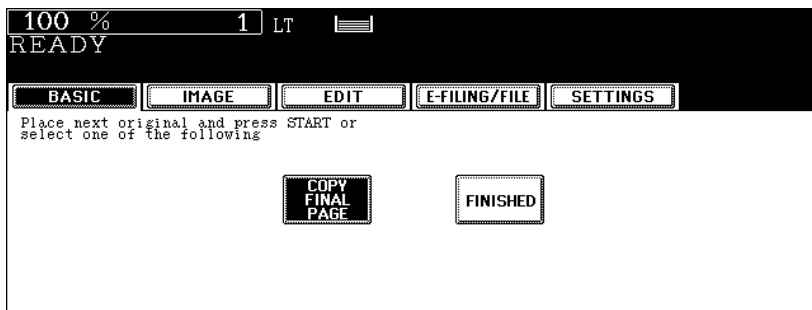 100 % 1 LT
READY
BASIC IMAGE EDIT E-FILING/FILE SETTINGS
Place next original and press START or
select one of the following
COPY
FINAL
PAGE
FINISHED